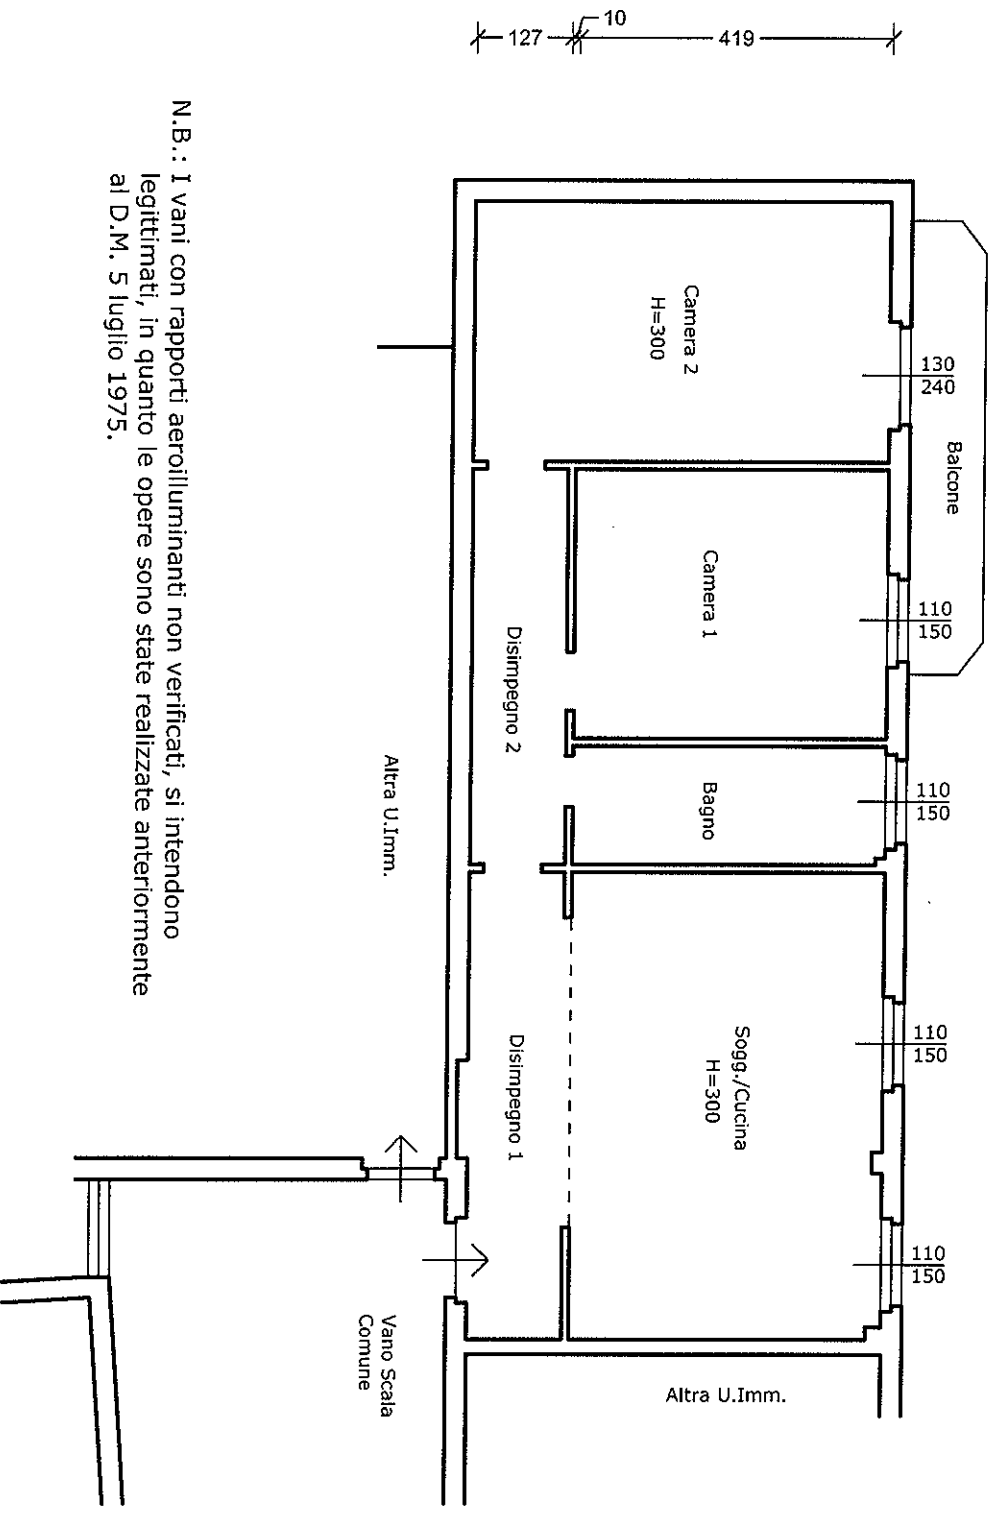 10
127
419
Camera 2
H=300
130
240
Balcone
Camera 1
110
150
Disimpegno 2
Bagno
110
150
Altra U.Imm.
Sogg./Cucina
H=300
110
150
Disimpegno 1
110
150
Vano Scala
Comune
Altra U.Imm.
N.B.: I vani con rapporti aeroilluminanti non verificati, si intendono
legittimati, in quanto le opere sono state realizzate anteriormente
al D.M. 5 luglio 1975.